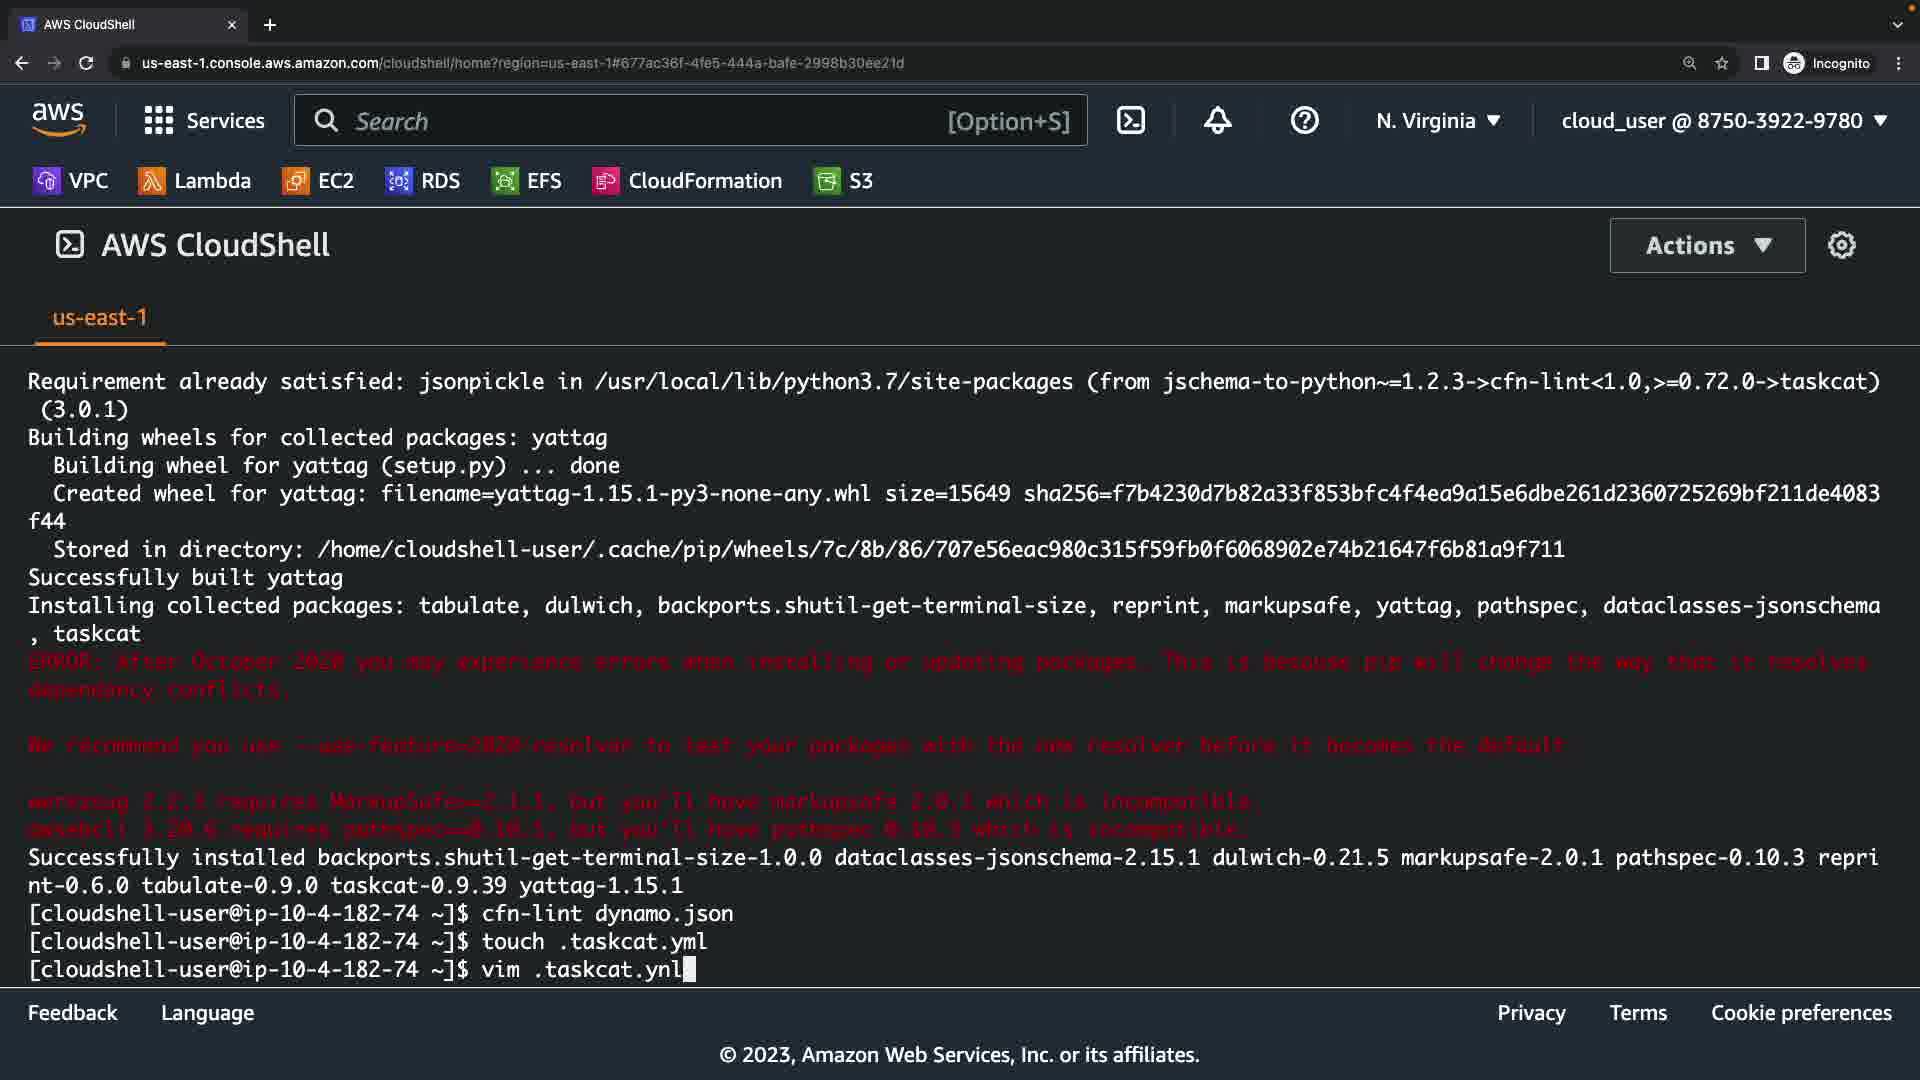 AWS CloudShell
us-east-1.console.aws.amazon.com/cloudshell/home?region=us-east-1#677ac36f-4fe5-444a-bafe-2998b30ee21d
Incognito
aws
Services
Search
[Option+S]
N. Virginia
cloud_user @ 8750-3922-9780
VPC
Lambda
EC2
RDS
EFS
CloudFormation
S3
AWS CloudShell
Actions
us-east-1
Requirement already satisfied: jsonpickle in /usr/local/lib/python3.7/site-packages (from jschema-to-python~=1.2.3->cfn-lint<1.0,>=0.72.0->taskcat)
(3.0.1)
Building wheels for collected packages: yattag
Building wheel for yattag (setup.py) ... done
Created wheel for yattag: filename=yattag-1.15.1-py3-none-any.whl size=15649 sha256=f7b4230d7b82a33f853bfc4f4ea9a15e6dbe261d2360725269bf211de4083
f44
Stored in directory: /home/cloudshell-user/.cache/pip/wheels/7c/8b/86/707e56eac980c315f59fb0f6068902e74b21647f6b81a9f711
Successfully built yattag
Installing collected packages: tabulate, dulwich, backports.shutil-get-terminal-size, reprint, markupsafe, yattag, pathspec, dataclasses-jsonschema
, taskcat
ERROR: After October 2020 you may experience errors when installing or updating packages. This is because pip will change the way that it resolves
dependency conflicts.
We recommend you use --use-feature=2020-resolver to test your packages with the new resolver before it becomes the default.
requires MarkupSafe>=2.1.1, but you'll have markupsafe 2.0.1 which is incompatible.
awsebcli 3.20.6 requires pathspec==0.10.1, but you'll have pathspec 0.10.3 which is incompatible.
Successfully installed backports.shutil-get-terminal-size-1.0.0 dataclasses-jsonschema-2.15.1 dulwich-0.21.5 markupsafe-2.0.1 pathspec-0.10.3 repri
nt-0.6.0 tabulate-0.9.0 taskcat-0.9.39 yattag-1.15.1
[cloudshell-user@ip-10-4-182-74 ~]$ cfn-lint dynamo.json
[cloudshell-user@ip-10-4-182-74 ~]$ touch .taskcat.yml
[cloudshell-user@ip-10-4-182-74 ~]$ vim .taskcat.ynl
Feedback
Language
Privacy
Terms
Cookie preferences
© 2023, Amazon Web Services, Inc. or its affiliates.